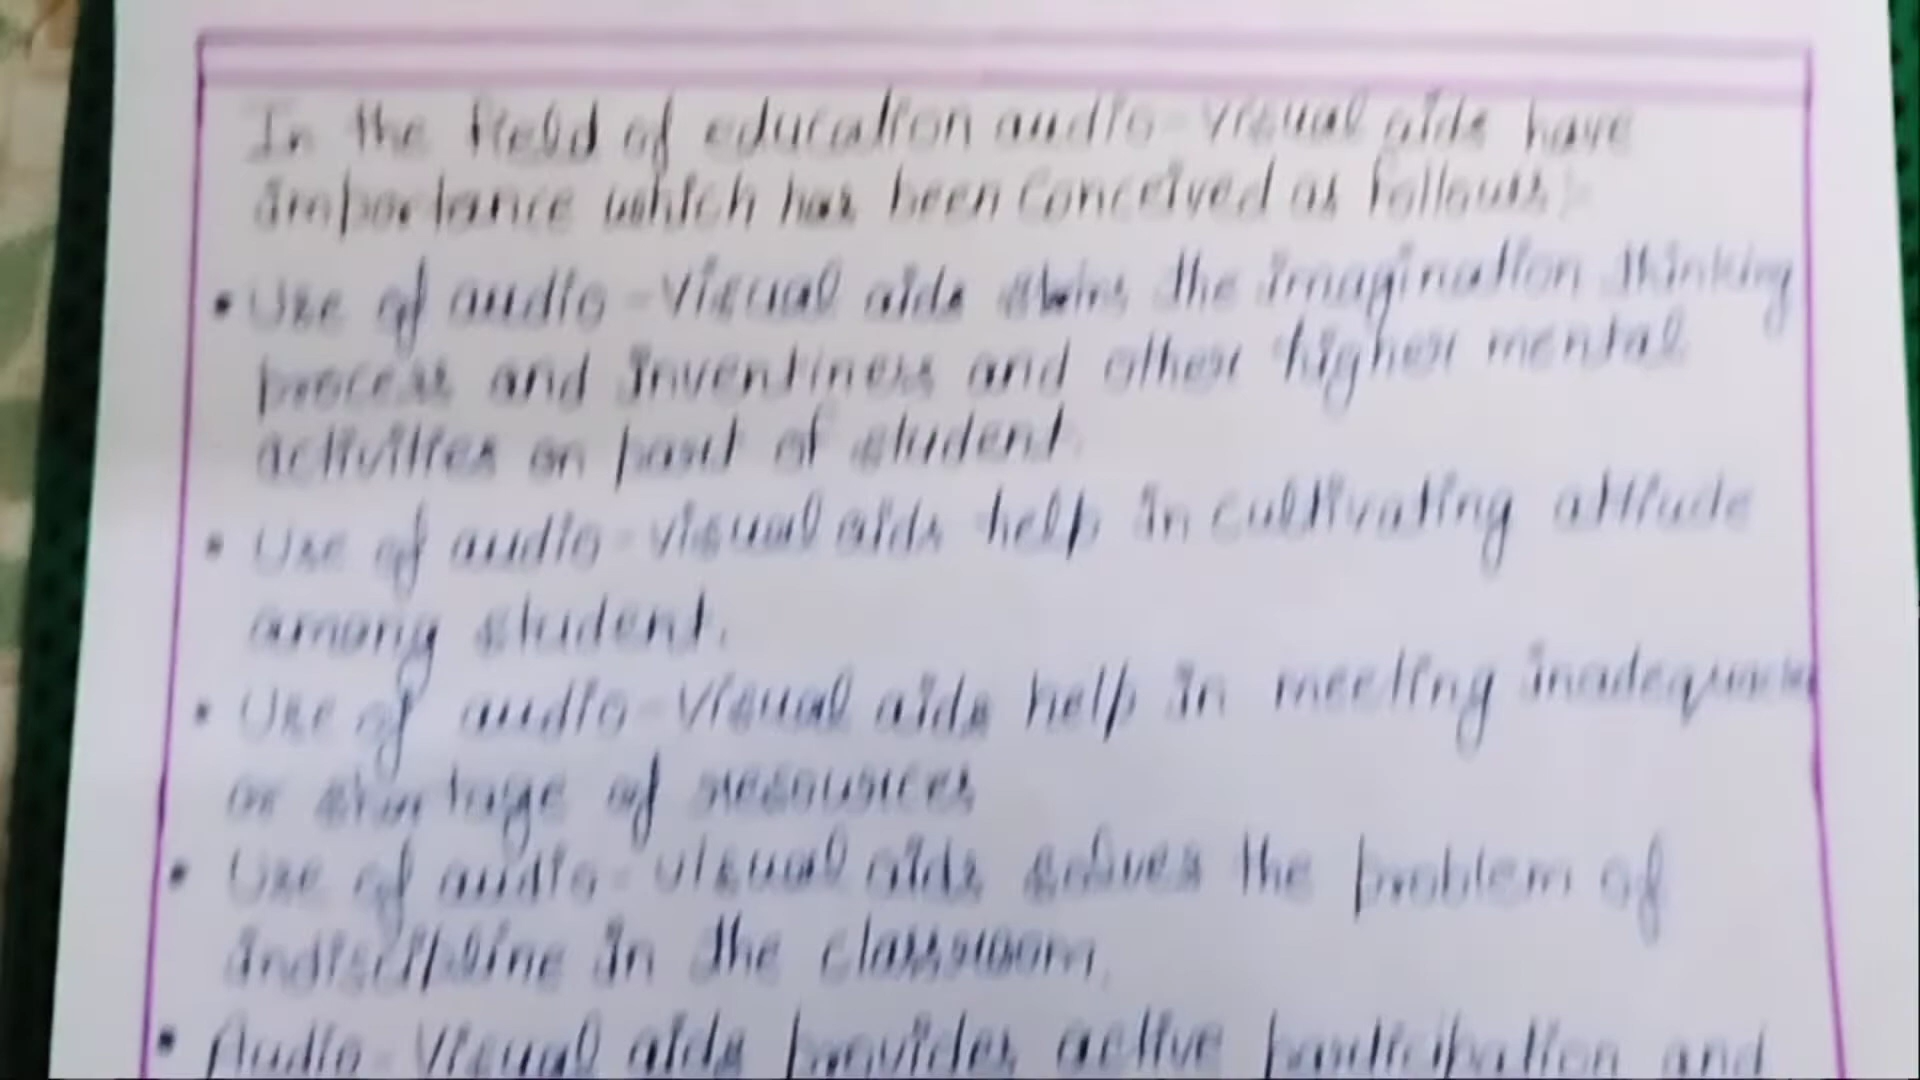 In the field of education audio-visual aids have
importance which has been conceived as follows:-
• Use of audio-visual aids the imagination thinking
process and inventiness and other higher mental
activities on part of student.
• Use of audio-visual aids help in cultivating attitude
among student.
• Use of audio-visual aids help in meeting
or shortage of resources
• Use of audio-visual aids solves the problem of
indiscipline in the classroom.
• Audio-Visual aids provides active participation and